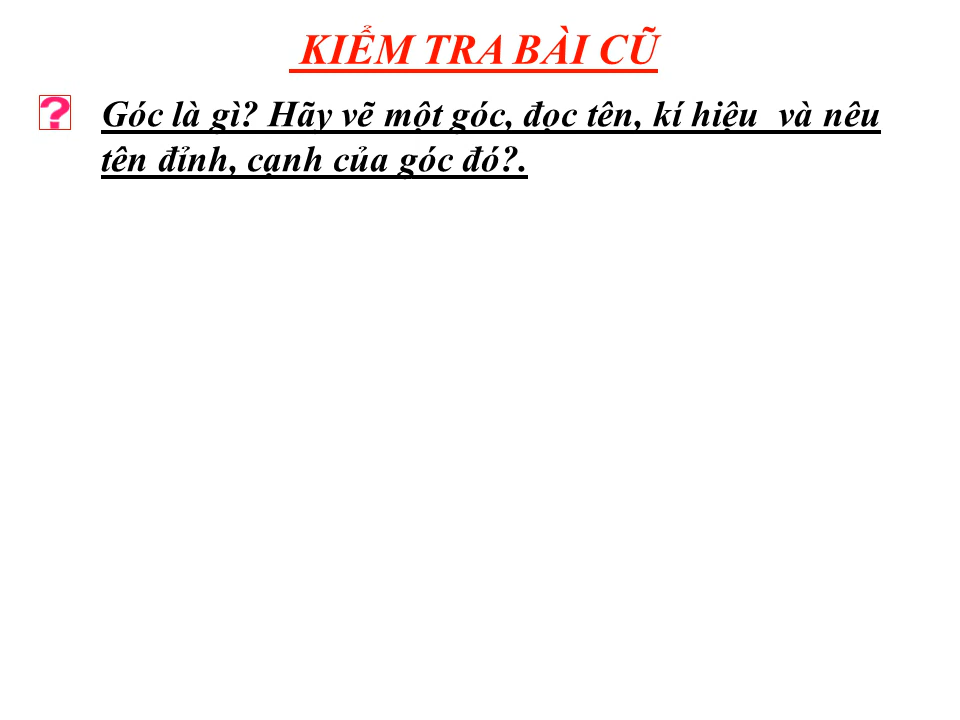 KIỂM TRA BÀI CŨ
Góc là gì? Hãy vẽ một góc, đọc tên, kí hiệu và nêu
tên đỉnh, cạnh của góc đó?.